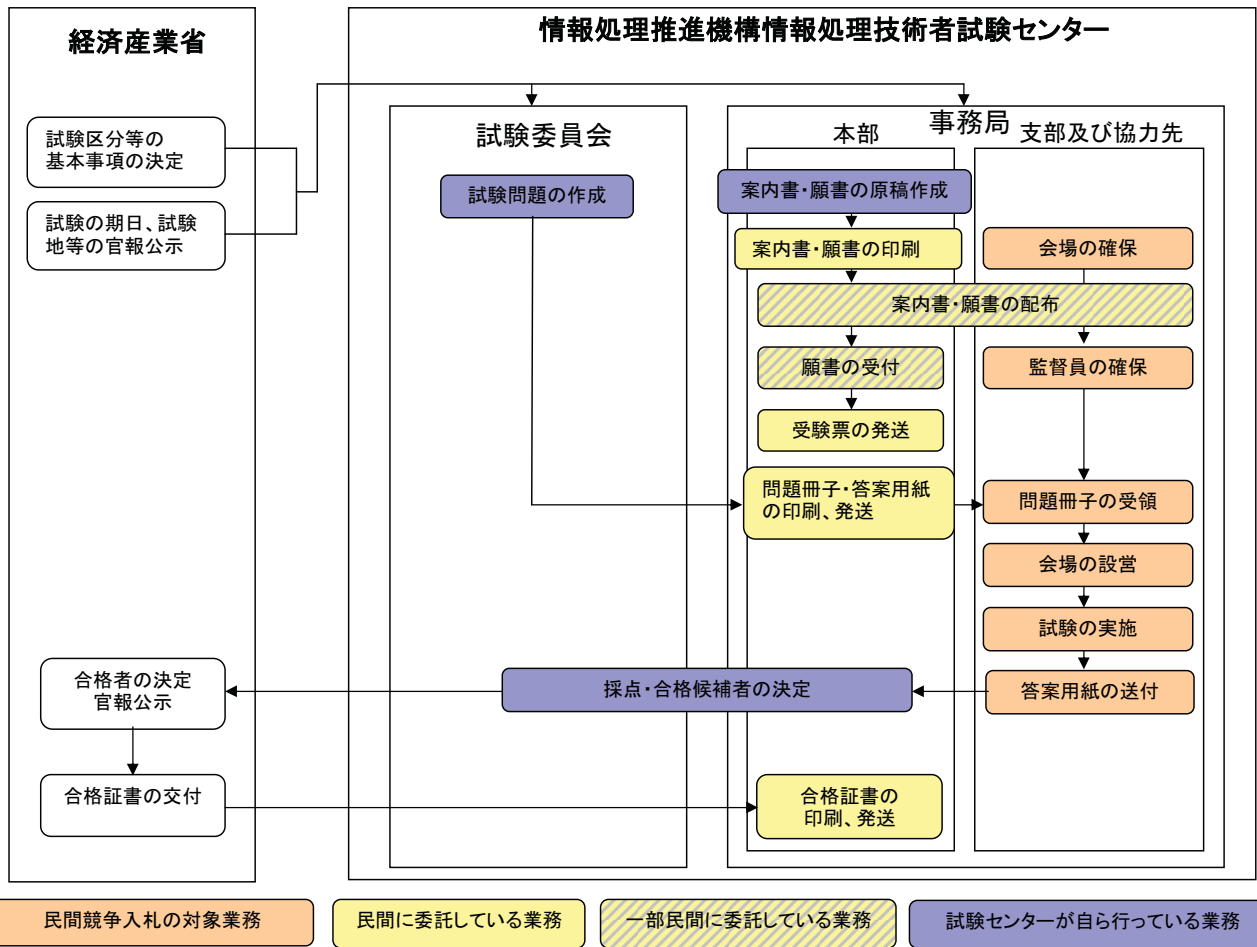 経済産業省
試験区分等の
基本事項の決定
試験の期日、試験
地等の官報公示
合格者の決定
官報公示
合格証書の交付
情報処理推進機構情報処理技術者試験センター
試験委員会
試験問題の作成
事務局
本部
支部及び協力先
案内書・願書の原稿作成
案内書・願書の印刷
会場の確保
案内書・願書の配布
願書の受付
監督員の確保
受験票の発送
問題冊子・答案用紙
の印刷、発送
問題冊子の受領
会場の設営
試験の実施
採点・合格候補者の決定
答案用紙の送付
合格証書の
印刷、発送
民間競争入札の対象業務
民間に委託している業務
一部民間に委託している業務
試験センターが自ら行っている業務